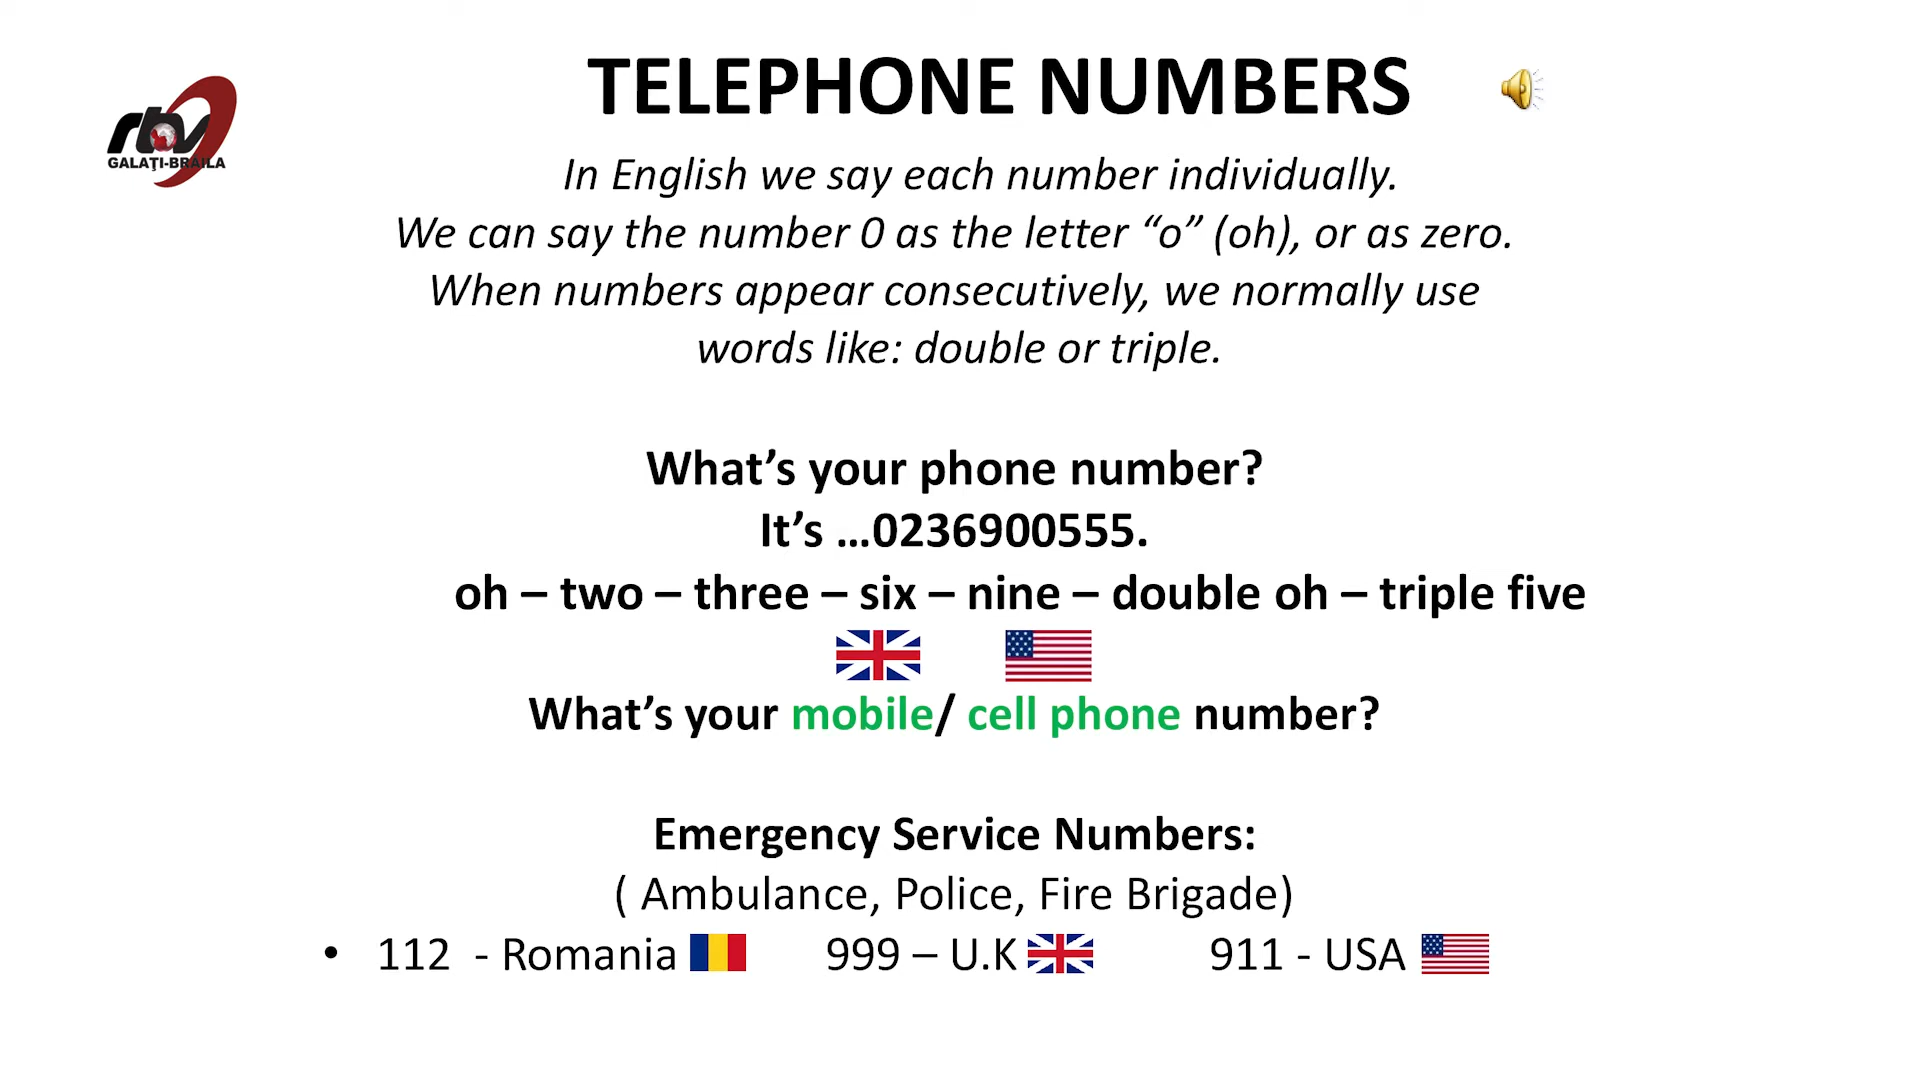 TELEPHONE NUMBERS
rtv
GALAŢI-BRAILA
In English we say each number individually.
We can say the number 0 as the letter “o” (oh), or as zero.
When numbers appear consecutively, we normally use
words like: double or triple.
What’s your phone number?
It’s …0236900555.
oh – two – three – six – nine – double oh – triple five
What’s your mobile/ cell phone number?
Emergency Service Numbers:
( Ambulance, Police, Fire Brigade)
• 112 - Romania 999 – U.K 911 - USA